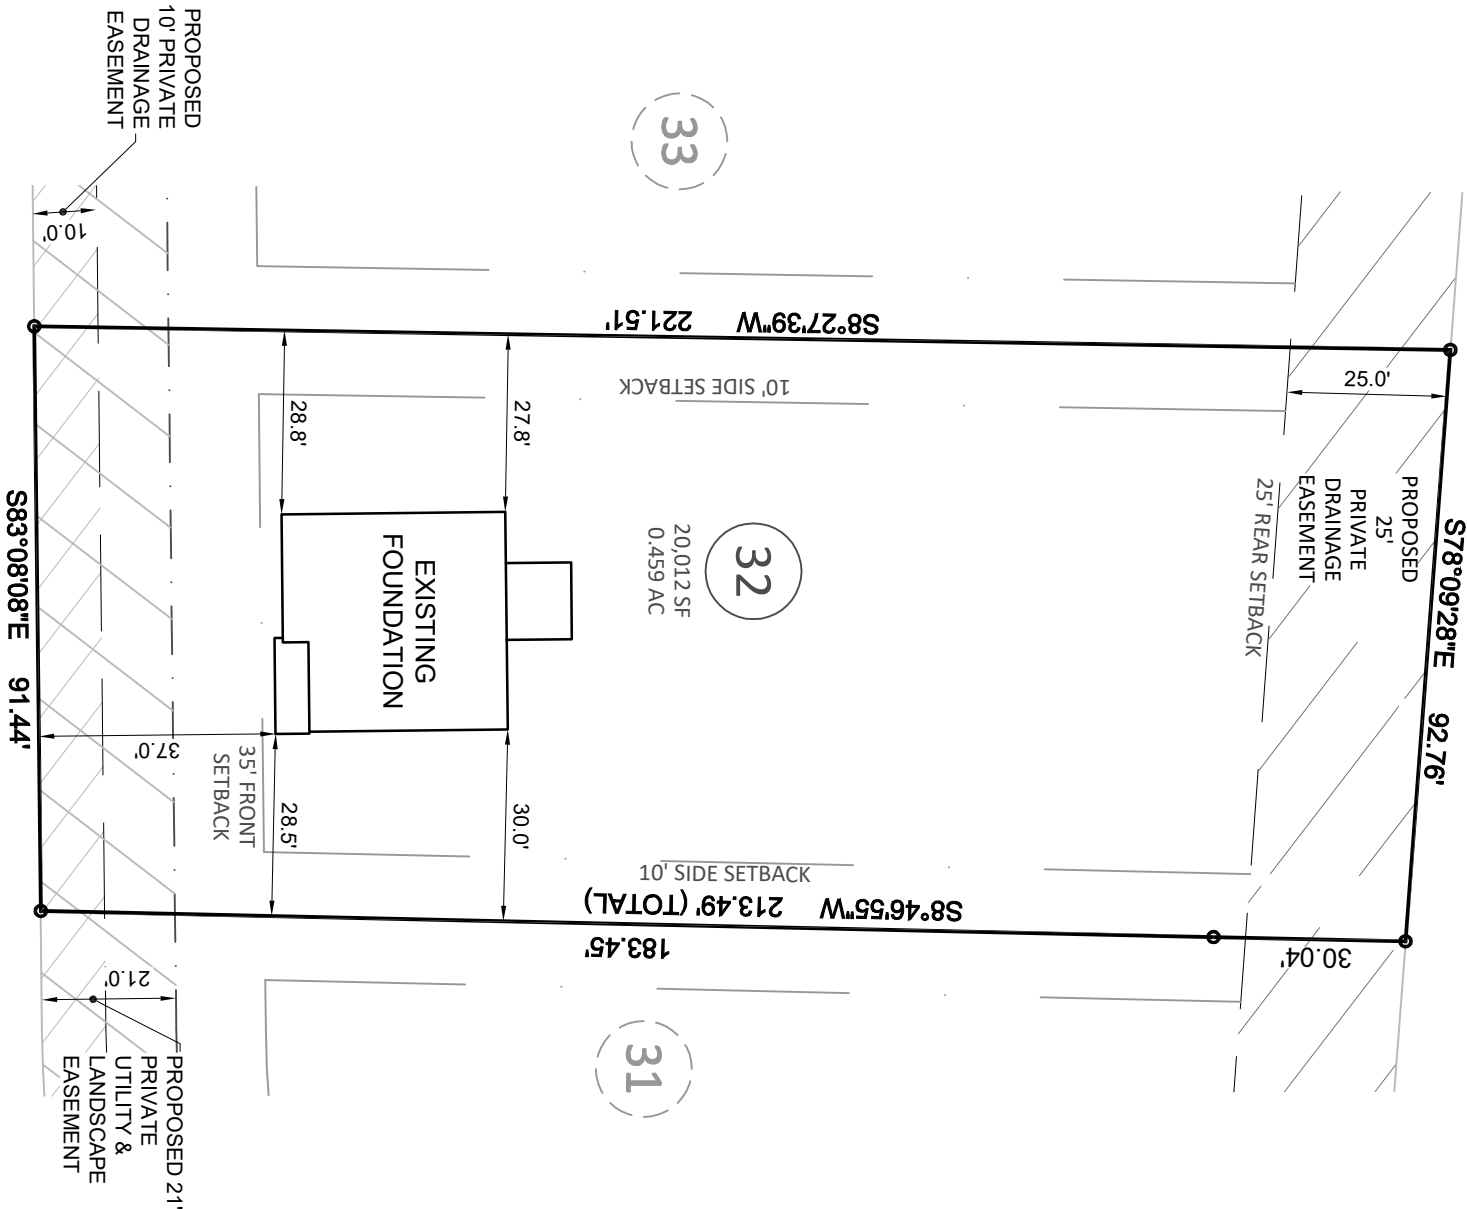 PROPOSED
10' PRIVATE
DRAINAGE
EASEMENT
10.0'
33
S8°27'39"W 221.51'
10' SIDE SETBACK
25.0'
28.8'
27.8'
PROPOSED
25'
PRIVATE
DRAINAGE
EASEMENT
25' REAR SETBACK
S78°09'28"E 92.76'
32
20,012 SF
0.459 AC
EXISTING
FOUNDATION
S83°08'08"E 91.44'
37.0'
35' FRONT
SETBACK
28.5'
30.0'
10' SIDE SETBACK
S8°46'55"W 213.49' (TOTAL)
183.45'
30.04'
21.0'
31
PROPOSED 21'
PRIVATE
UTILITY &
LANDSCAPE
EASEMENT